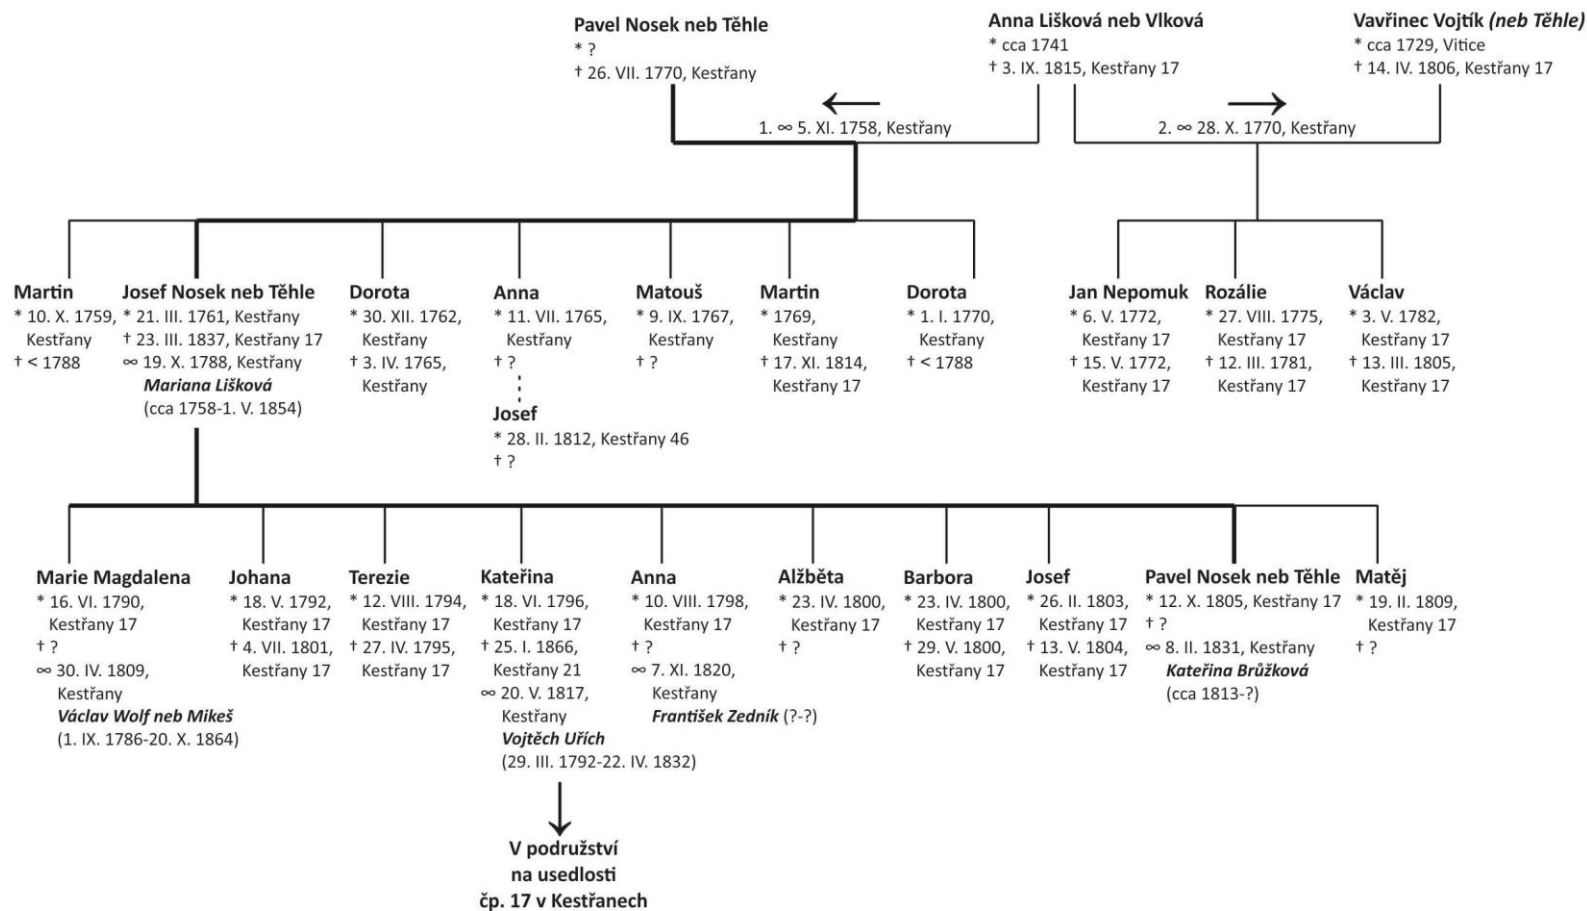 Pavel Nosek neb Těhle
* ?
† 26. VII. 1770, Kestřany
Anna Lišková neb Vlková
* cca 1741
† 3. IX. 1815, Kestřany 17
Vavřinec Vojtík (neb Těhle)
* cca 1729, Vitice
† 14. IV. 1806, Kestřany 17
1. ∞ 5. XI. 1758, Kestřany
2. ∞ 28. X. 1770, Kestřany
Martin
* 10. X. 1759,
Kestřany
† < 1788
Josef Nosek neb Těhle
* 21. III. 1761, Kestřany
† 23. III. 1837, Kestřany 17
∞ 19. X. 1788, Kestřany
Mariana Lišková
(cca 1758-1. V. 1854)
Dorota
* 30. XII. 1762,
Kestřany
† 3. IV. 1765,
Kestřany
Anna
* 11. VII. 1765,
Kestřany
† ?
Josef
* 28. II. 1812, Kestřany 46
† ?
Matouš
* 9. IX. 1767,
Kestřany
† ?
Martin
* 1769,
Kestřany
† 17. XI. 1814,
Kestřany 17
Dorota
* 1. I. 1770,
Kestřany
† < 1788
Jan Nepomuk
* 6. V. 1772,
Kestřany 17
† 15. V. 1772,
Kestřany 17
Rozálie
* 27. VIII. 1775,
Kestřany 17
† 12. III. 1781,
Kestřany 17
Václav
* 3. V. 1782,
Kestřany 17
† 13. III. 1805,
Kestřany 17
Marie Magdalena
* 16. VI. 1790,
Kestřany 17
† ?
∞ 30. IV. 1809,
Kestřany
Václav Wolf neb Mikeš
(1. IX. 1786-20. X. 1864)
Johana
* 18. V. 1792,
Kestřany 17
† 4. VII. 1801,
Kestřany 17
Terezie
* 12. VIII. 1794,
Kestřany 17
† 27. IV. 1795,
Kestřany 17
Kateřina
* 18. VI. 1796,
Kestřany 17
† 25. I. 1866,
Kestřany 21
∞ 20. V. 1817,
Kestřany
Vojtěch Uřích
(29. III. 1792-22. IV. 1832)
V podružství
na usedlosti
čp. 17 v Kestřanech
Anna
* 10. VIII. 1798,
Kestřany 17
† ?
∞ 7. XI. 1820,
Kestřany
František Zedník (?-?)
Alžběta
* 23. IV. 1800,
Kestřany 17
† ?
Barbora
* 23. IV. 1800,
Kestřany 17
† 29. V. 1800,
Kestřany 17
Josef
* 26. II. 1803,
Kestřany 17
† 13. V. 1804,
Kestřany 17
Pavel Nosek neb Těhle
* 12. X. 1805, Kestřany 17
† ?
∞ 8. II. 1831, Kestřany
Kateřina Brůžková
(cca 1813-?)
Matěj
* 19. II. 1809,
Kestřany 17
† ?